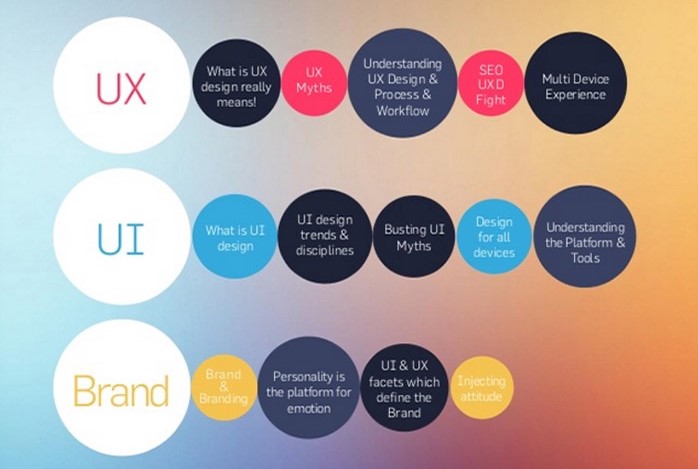 UX
What is UX
design really
means!
UX
Myths
Understanding
UX Design &
Process &
Workflow
SEO
UXD
Fight
Multi Device
Experience
UI
What is UI
design
UI design
trends &
disciplines
Busting UI
Myths
Design
for all
devices
Understanding
the Platform &
Tools
Brand
Brand
&
Branding
Personality is
the platform for
emotion
UI & UX
facets which
define the
Brand
Injecting
attitude